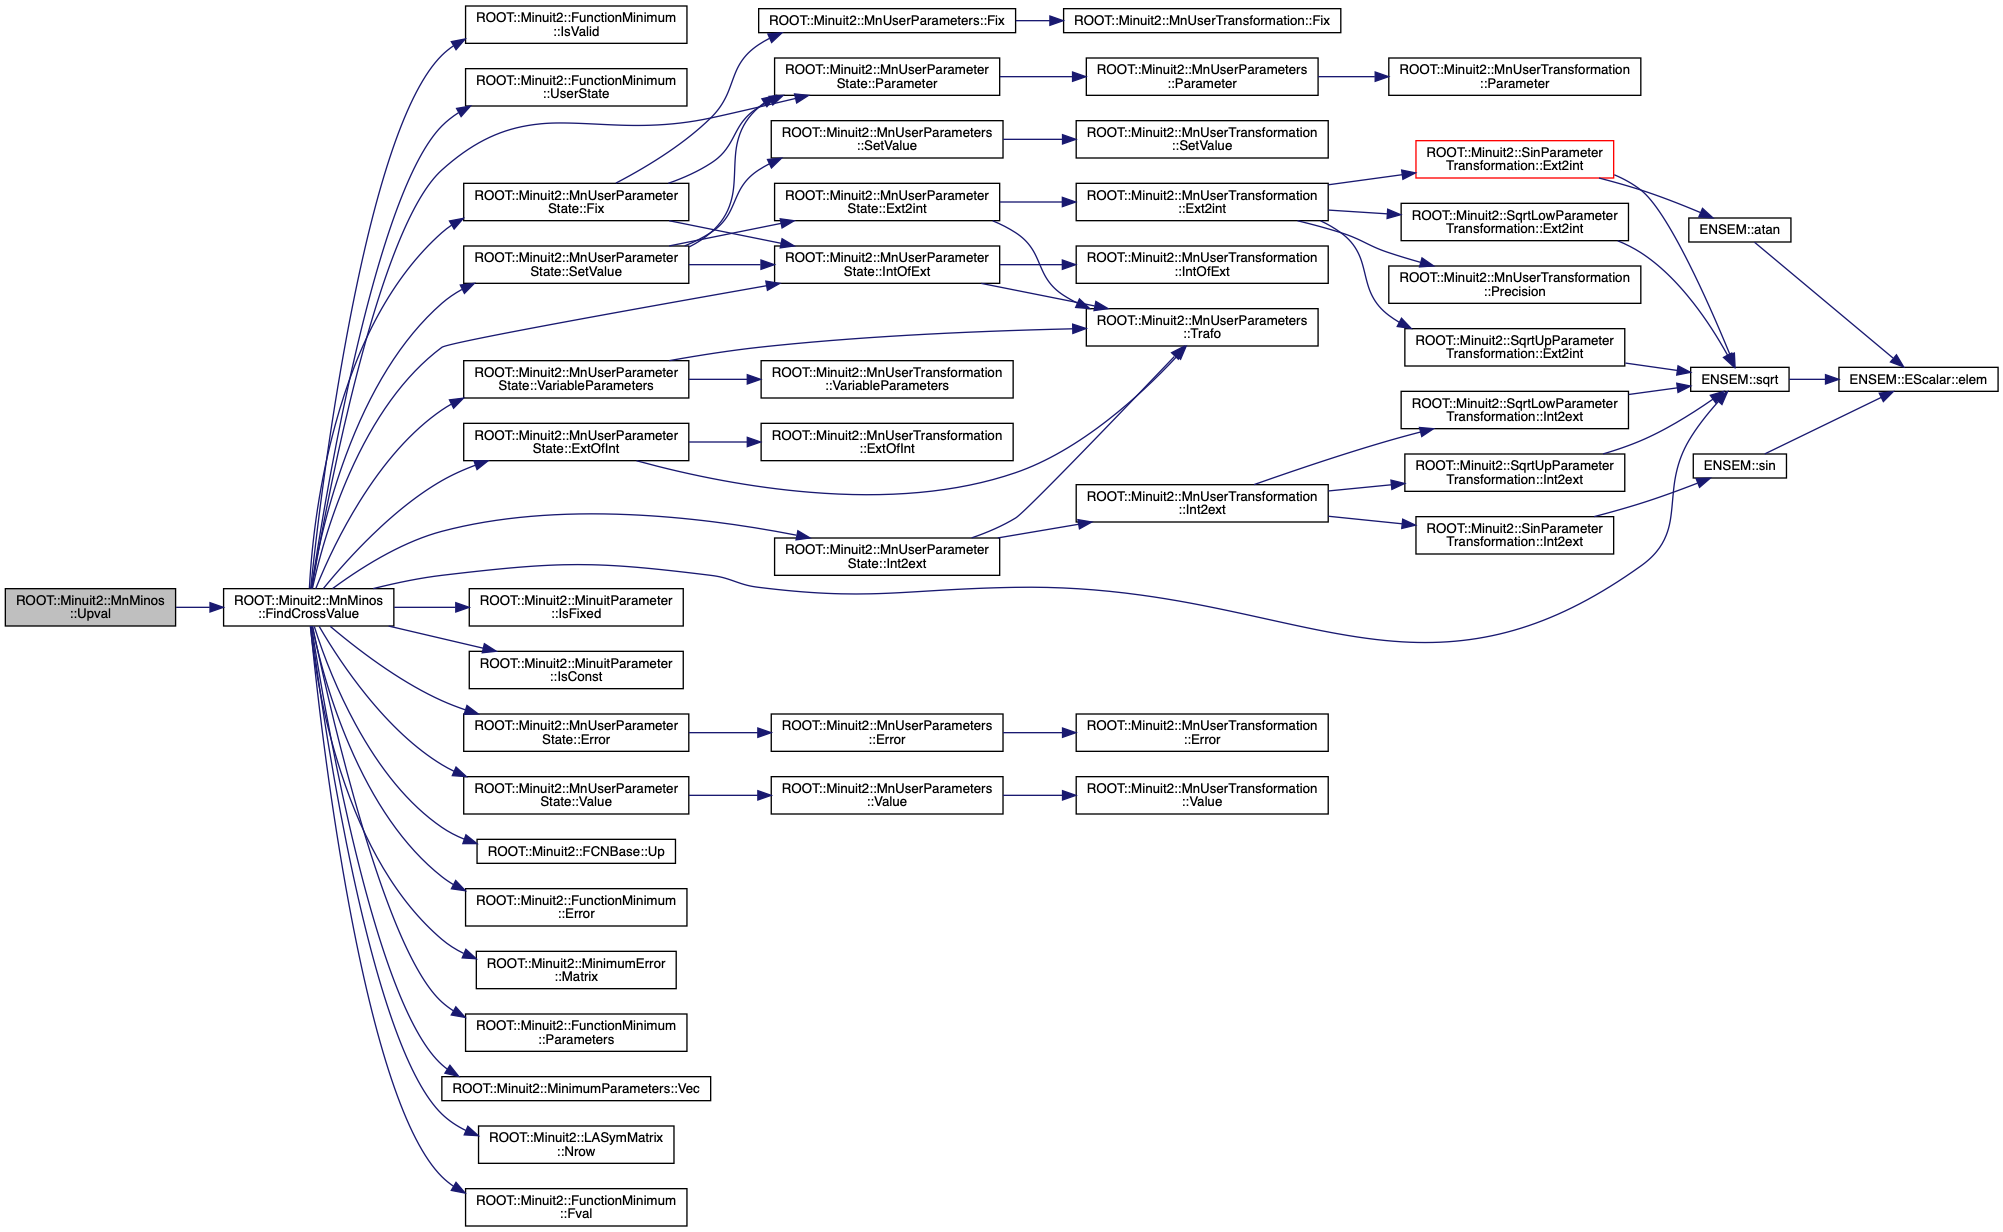 ROOT::Minuit2::MnMinos
::Upval
ROOT::Minuit2::MnMinos
::FindCrossValue
ROOT::Minuit2::FunctionMinimum
::IsValid
ROOT::Minuit2::FunctionMinimum
::UserState
ROOT::Minuit2::MnUserParameter
State::Fix
ROOT::Minuit2::MnUserParameter
State::SetValue
ROOT::Minuit2::MnUserParameter
State::VariableParameters
ROOT::Minuit2::MnUserParameter
State::ExtOfInt
ROOT::Minuit2::MinuitParameter
::IsFixed
ROOT::Minuit2::MinuitParameter
::IsConst
ROOT::Minuit2::MnUserParameter
State::Error
ROOT::Minuit2::MnUserParameter
State::Value
ROOT::Minuit2::FCNBase::Up
ROOT::Minuit2::FunctionMinimum
::Error
ROOT::Minuit2::MinimumError
::Matrix
ROOT::Minuit2::FunctionMinimum
::Parameters
ROOT::Minuit2::MinimumParameters::Vec
ROOT::Minuit2::LASymMatrix
::Nrow
ROOT::Minuit2::FunctionMinimum
::Fval
ROOT::Minuit2::MnUserParameters::Fix
ROOT::Minuit2::MnUserParameter
State::Parameter
ROOT::Minuit2::MnUserParameters
::SetValue
ROOT::Minuit2::MnUserParameter
State::Ext2int
ROOT::Minuit2::MnUserParameter
State::IntOfExt
ROOT::Minuit2::MnUserTransformation
::VariableParameters
ROOT::Minuit2::MnUserTransformation
::ExtOfInt
ROOT::Minuit2::MnUserParameter
State::Int2ext
ROOT::Minuit2::MnUserParameters
::Error
ROOT::Minuit2::MnUserParameters
::Value
ROOT::Minuit2::MnUserTransformation::Fix
ROOT::Minuit2::MnUserParameters
::Parameter
ROOT::Minuit2::MnUserTransformation
::SetValue
ROOT::Minuit2::MnUserTransformation
::Ext2int
ROOT::Minuit2::MnUserTransformation
::IntOfExt
ROOT::Minuit2::MnUserParameters
::Trafo
ROOT::Minuit2::MnUserTransformation
::Int2ext
ROOT::Minuit2::MnUserTransformation
::Error
ROOT::Minuit2::MnUserTransformation
::Value
ROOT::Minuit2::MnUserTransformation
::Parameter
ROOT::Minuit2::SinParameter
Transformation::Ext2int
ROOT::Minuit2::SqrtLowParameter
Transformation::Ext2int
ROOT::Minuit2::MnUserTransformation
::Precision
ROOT::Minuit2::SqrtUpParameter
Transformation::Ext2int
ROOT::Minuit2::SqrtLowParameter
Transformation::Int2ext
ROOT::Minuit2::SqrtUpParameter
Transformation::Int2ext
ROOT::Minuit2::SinParameter
Transformation::Int2ext
ENSEM::atan
ENSEM::sqrt
ENSEM::sin
ENSEM::EScalar::elem